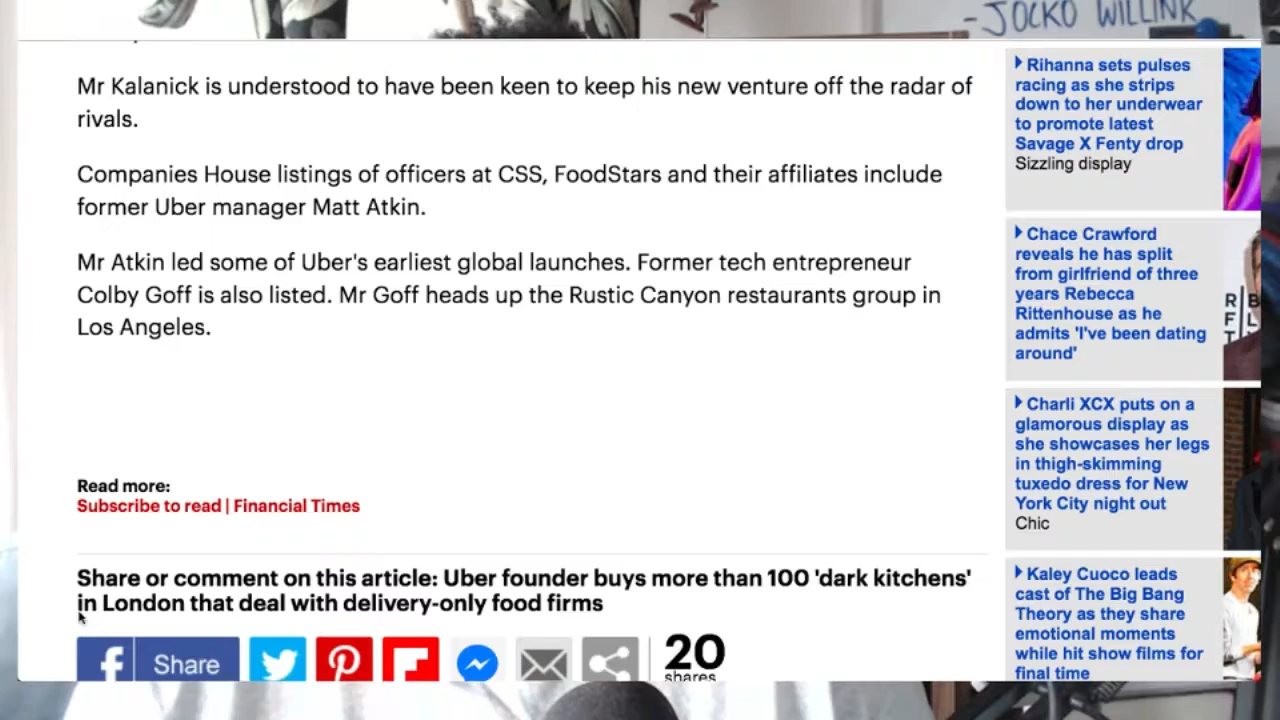 -JOCKO WILLINK
Mr Kalanick is understood to have been keen to keep his new venture off the radar of
rivals.
Companies House listings of officers at CSS, FoodStars and their affiliates include
former Uber manager Matt Atkin.
Mr Atkin led some of Uber's earliest global launches. Former tech entrepreneur
Colby Goff is also listed. Mr Goff heads up the Rustic Canyon restaurants group in
Los Angeles.
Read more:
Subscribe to read | Financial Times
Share or comment on this article: Uber founder buys more than 100 'dark kitchens'
in London that deal with delivery-only food firms
Share
20
shares
Rihanna sets pulses
racing as she strips
down to her underwear
to promote latest
Savage X Fenty drop
Sizzling display
Chace Crawford
reveals he has split
from girlfriend of three
years Rebecca
Rittenhouse as he
admits 'I've been dating
around'
Charli XCX puts on a
glamorous display as
she showcases her legs
in thigh-skimming
tuxedo dress for New
York City night out
Chic
Kaley Cuoco leads
cast of The Big Bang
Theory as they share
emotional moments
while hit show films for
final time